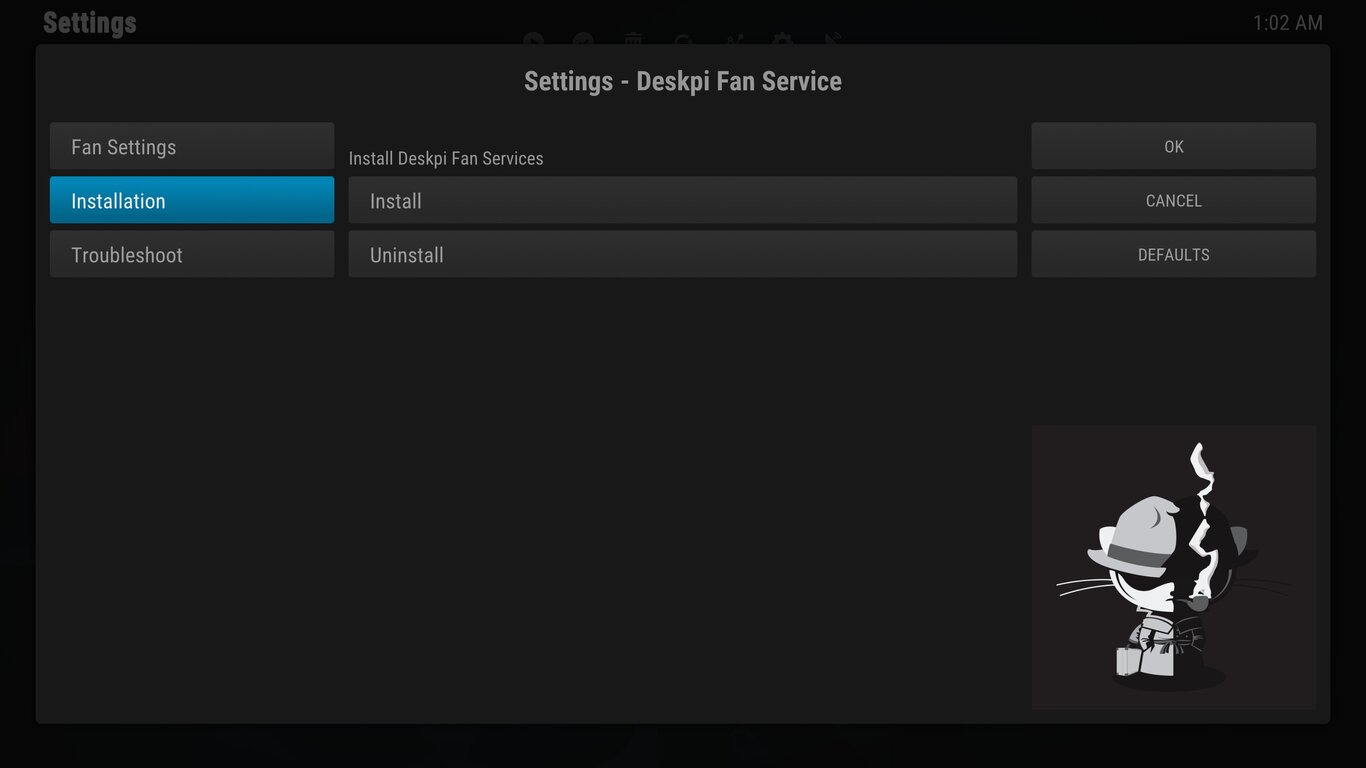 Settings
1:02 AM
Settings - Deskpi Fan Service
Fan Settings
Installation
Troubleshoot
Install Deskpi Fan Services
Install
Uninstall
OK
CANCEL
DEFAULTS